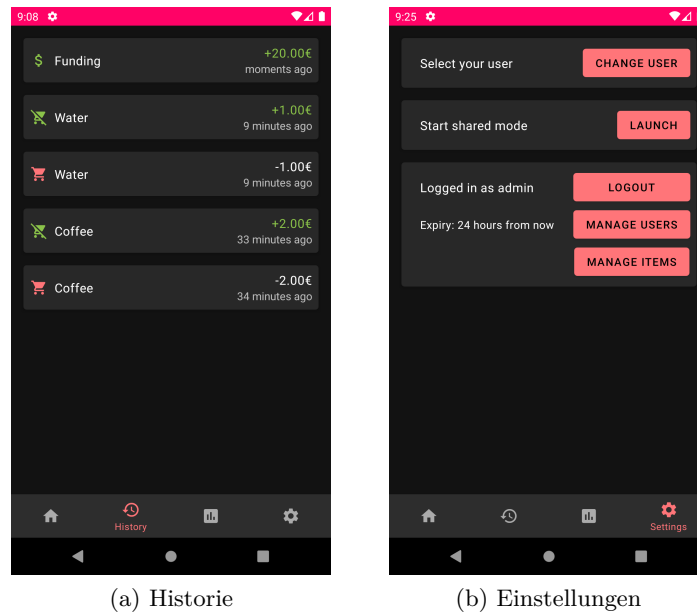 9:08
Funding
+20.00€
moments ago
Water
+1.00€
9 minutes ago
Water
-1.00€
9 minutes ago
Coffee
+2.00€
33 minutes ago
Coffee
-2.00€
34 minutes ago
History
(a) Historie
9:25
Select your user
CHANGE USER
Start shared mode
LAUNCH
Logged in as admin
LOGOUT
Expiry: 24 hours from now
MANAGE USERS
MANAGE ITEMS
Settings
(b) Einstellungen